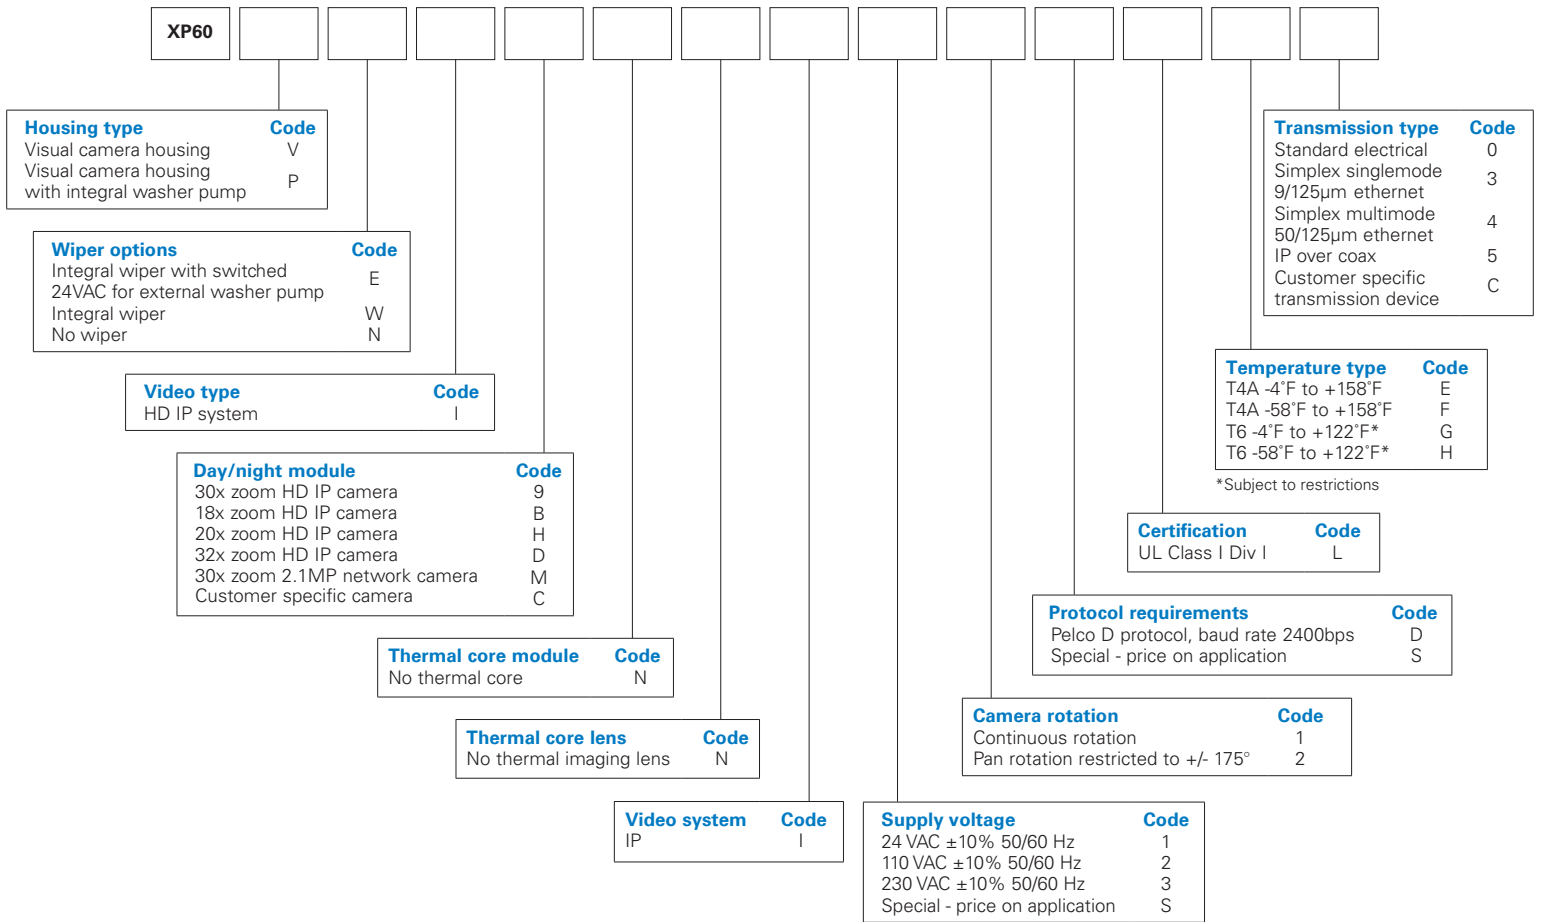 XP60
Housing type Code
Visual camera housing V
Visual camera housing
with integral washer pump P
Wiper options Code
Integral wiper with switched
24VAC for external washer pump E
Integral wiper W
No wiper N
Video type Code
HD IP system I
Day/night module Code
30x zoom HD IP camera 9
18x zoom HD IP camera B
20x zoom HD IP camera H
32x zoom HD IP camera D
30x zoom 2.1MP network camera M
Customer specific camera C
Thermal core module Code
No thermal core N
Thermal core lens Code
No thermal imaging lens N
Video system Code
IP I
Supply voltage Code
24 VAC ±10% 50/60 Hz 1
110 VAC ±10% 50/60 Hz 2
230 VAC ±10% 50/60 Hz 3
Special - price on application S
Camera rotation Code
Continuous rotation 1
Pan rotation restricted to +/- 175° 2
Protocol requirements Code
Pelco D protocol, baud rate 2400bps D
Special - price on application S
Certification Code
UL Class I Div I L
Temperature type Code
T4A -4˚F to +158˚F E
T4A -58˚F to +158˚F F
T6 -4˚F to +122˚F* G
T6 -58˚F to +122˚F* H
*Subject to restrictions
Transmission type Code
Standard electrical 0
Simplex singlemode
9/125µm ethernet 3
Simplex multimode
50/125µm ethernet 4
IP over coax 5
Customer specific
transmission device C